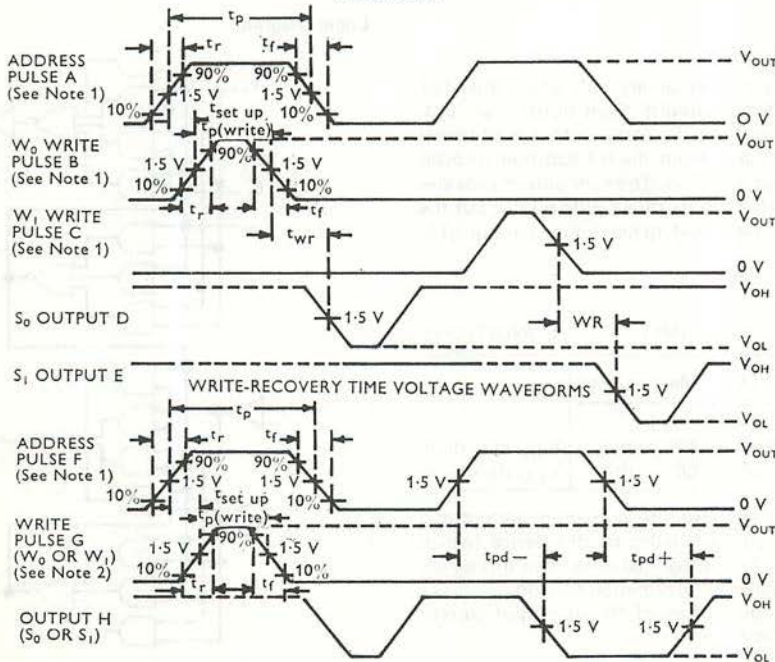 tp
tr
tf
ADDRESS
PULSE A
(See Note 1)
VOUT
90%
90%
1·5 V
1·5 V
10%
10%
0 V
tset up
tp(write)
VOUT
W0 WRITE
PULSE B
(See Note 1)
1·5 V
90%
1·5 V
10%
10%
0 V
tr
tf
W1 WRITE
PULSE C
(See Note 1)
twr
VOUT
1·5 V
0 V
VOH
S0 OUTPUT D
1·5 V
WR
VOL
VOH
S1 OUTPUT E
WRITE-RECOVERY TIME VOLTAGE WAVEFORMS
1·5 V
VOL
tp
tr
tf
ADDRESS
PULSE F
(See Note 1)
VOUT
90%
90%
1·5 V
1·5 V
1·5 V
1·5 V
10%
10%
0 V
tset up
tp(write)
VOUT
WRITE
PULSE G
(W0 OR W1)
(See Note 2)
90%
1·5 V
1·5 V
10%
10%
tpd−
tpd+
0 V
tr
tf
VOH
OUTPUT H
(S0 OR S1)
1·5 V
1·5 V
VOL